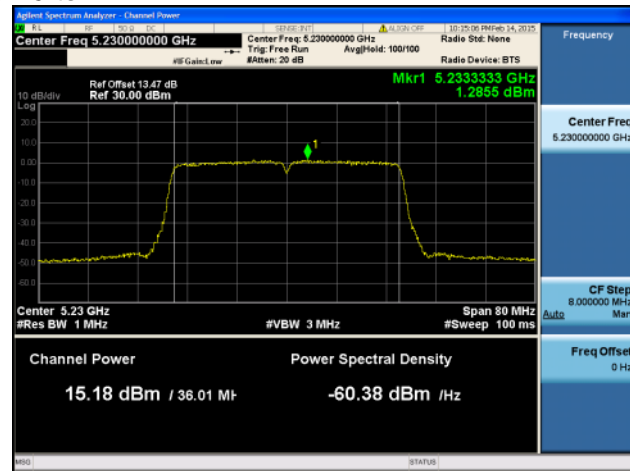 Agilent Spectrum Analyzer - Channel Power
RL RF 50 Ω DC SENSE:INT ALIGN OFF 10:15:06 PM Feb 14, 2015
Center Freq 5.230000000 GHz
Center Freq: 5.230000000 GHz
Radio Std: None
Trig: Free Run Avg|Hold: 100/100
#IFGain:Low #Atten: 20 dB Radio Device: BTS
Frequency
Ref Offset 13.47 dB
10 dB/div Ref 30.00 dBm
Mkr1 5.2333333 GHz
1.2855 dBm
Log
20.0
10.0
0.00
-10.0
-20.0
-30.0
-40.0
-50.0
-60.0
1
Center 5.23 GHz Span 80 MHz
#Res BW 1 MHz #VBW 3 MHz #Sweep 100 ms
Channel Power
Power Spectral Density
15.18 dBm / 36.01 MH
-60.38 dBm /Hz
Center Freq
5.230000000 GHz
CF Step
8.000000 MHz
Auto Man
Freq Offset
0 Hz
MSG STATUS